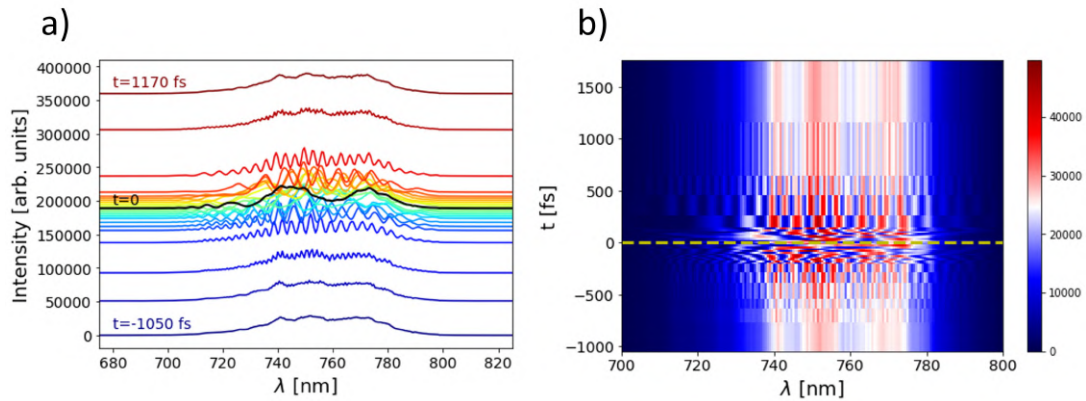 a)
Intensity [arb. units]
400000
350000
300000
250000
200000
150000
100000
50000
0
t=1170 fs
t=0
t=-1050 fs
680 700 720 740 760 780 800 820
λ [nm]
b)
t [fs]
1500
1000
500
0
−500
−1000
700 720 740 760 780 800
λ [nm]
40000
30000
20000
10000
0